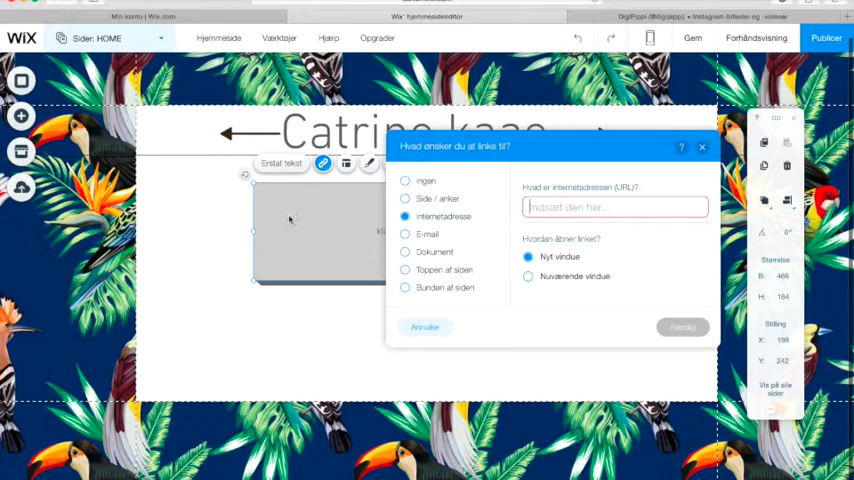 Min konto | Wix.com
Wix' hjemmesideeditor
DigiPippi (@digipippi) • Instagram-billeder og -videoer
WiX
Sider: HOME
Hjemmeside
Værktøjer
Hjælp
Opgrader
Gem
Forhåndsvisning
Publicer
Catrine
Erstat tekst
Hvad ønsker du at linke til?
?
Ingen
Side / anker
Internetadresse
E-mail
Dokument
Toppen af siden
Bunden af siden
Hvad er internetadressen (URL)?
Indsæt den her...
Hvordan åbner linket?
Nyt vindue
Nuværende vindue
Annuller
Færdig
?
0°
Størrelse
B: 466
H: 164
Stilling
X: 198
Y: 242
Vis på alle
sider